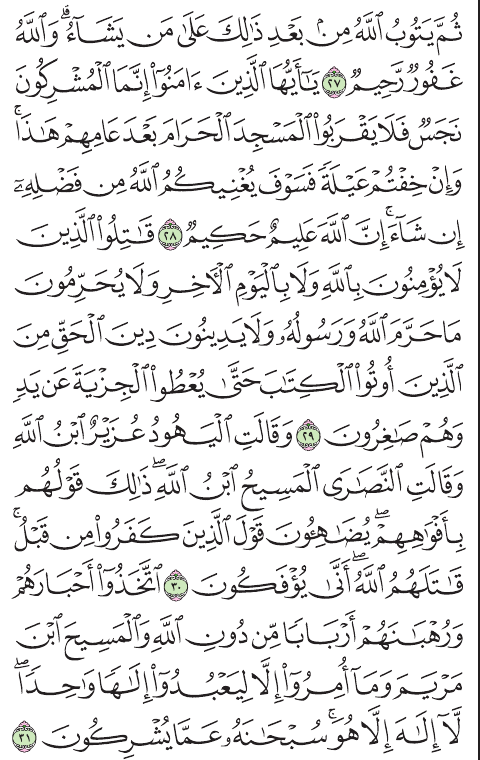 ثُمَّ يَتُوبُ ٱللَّهُ مِنۢ بَعْدِ ذَٰلِكَ عَلَىٰ مَن يَشَآءُۗ وَٱللَّهُ
غَفُورٌ رَّحِيمٌ ٢٧ يَٰٓأَيُّهَا ٱلَّذِينَ ءَامَنُوٓا۟ إِنَّمَا ٱلْمُشْرِكُونَ
نَجَسٌ فَلَا يَقْرَبُوا۟ ٱلْمَسْجِدَ ٱلْحَرَامَ بَعْدَ عَامِهِمْ هَٰذَاۚ
وَإِنْ خِفْتُمْ عَيْلَةً فَسَوْفَ يُغْنِيكُمُ ٱللَّهُ مِن فَضْلِهِۦٓ
إِن شَآءَۚ إِنَّ ٱللَّهَ عَلِيمٌ حَكِيمٌ ٢٨ قَٰتِلُوا۟ ٱلَّذِينَ
لَا يُؤْمِنُونَ بِٱللَّهِ وَلَا بِٱلْيَوْمِ ٱلْءَاخِرِ وَلَا يُحَرِّمُونَ
مَا حَرَّمَ ٱللَّهُ وَرَسُولُهُۥ وَلَا يَدِينُونَ دِينَ ٱلْحَقِّ مِنَ
ٱلَّذِينَ أُوتُوا۟ ٱلْكِتَٰبَ حَتَّىٰ يُعْطُوا۟ ٱلْجِزْيَةَ عَن يَدٍ
وَهُمْ صَٰغِرُونَ ٢٩ وَقَالَتِ ٱلْيَهُودُ عُزَيْرٌ ٱبْنُ ٱللَّهِ
وَقَالَتِ ٱلنَّصَٰرَى ٱلْمَسِيحُ ٱبْنُ ٱللَّهِۖ ذَٰلِكَ قَوْلُهُم
بِأَفْوَٰهِهِمْۖ يُضَٰهِـُٔونَ قَوْلَ ٱلَّذِينَ كَفَرُوا۟ مِن قَبْلُۚ
قَٰتَلَهُمُ ٱللَّهُۖ أَنَّىٰ يُؤْفَكُونَ ٣٠ ٱتَّخَذُوٓا۟ أَحْبَارَهُمْ
وَرُهْبَٰنَهُمْ أَرْبَابًا مِّن دُونِ ٱللَّهِ وَٱلْمَسِيحَ ٱبْنَ
مَرْيَمَ وَمَآ أُمِرُوٓا۟ إِلَّا لِيَعْبُدُوٓا۟ إِلَٰهًا وَٰحِدًاۖ
لَّآ إِلَٰهَ إِلَّا هُوَۚ سُبْحَٰنَهُۥ عَمَّا يُشْرِكُونَ ٣١